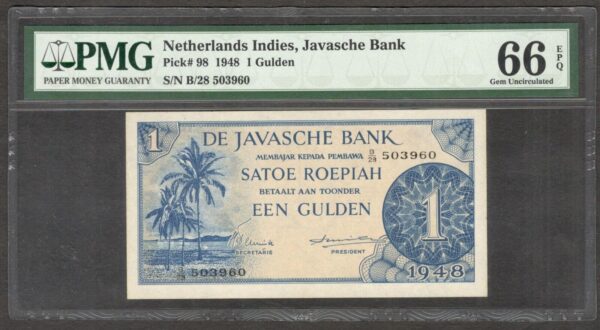 PMG
PAPER MONEY GUARANTY
Netherlands Indies, Javasche Bank
Pick# 98 1948 1 Gulden
S/N B/28 503960
66 EPQ
Gem Uncirculated
1
DE JAVASCHE BANK
MEMBAJAR KEPADA PEMBAWA
B/28 503960
SATOE ROEPIAH
BETAALT AAN TOONDER
EEN GULDEN
1
SECRETARIS
PRESIDENT
B/28 503960
1948